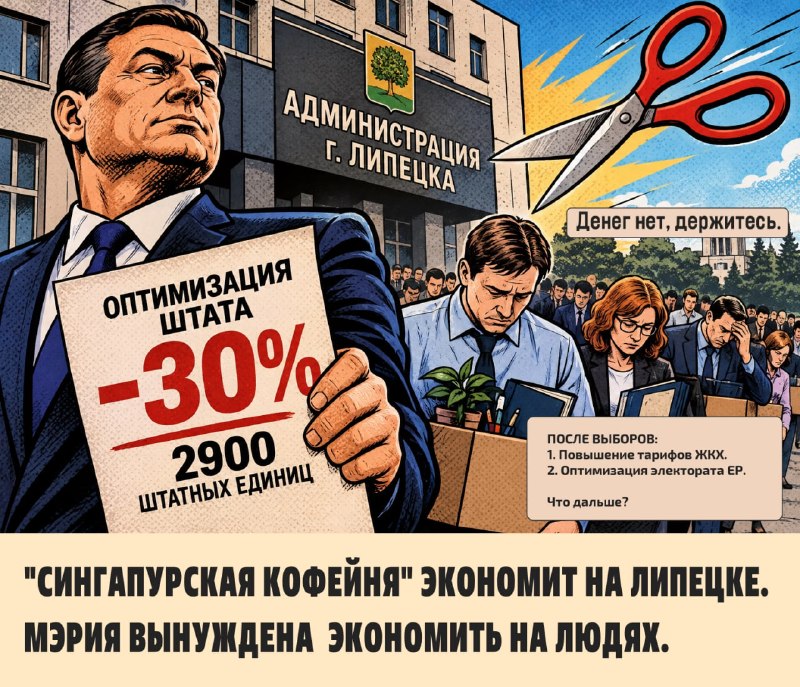 АДМИНИСТРАЦИЯ
Г. ЛИПЕЦКА
Денег нет, держитесь.
ОПТИМИЗАЦИЯ
ШТАТА
-30%
2900
ШТАТНЫХ ЕДИНИЦ
ПОСЛЕ ВЫБОРОВ:
1. Повышение тарифов ЖКХ.
2. Оптимизация электората ЕР.
Что дальше?
"СИНГАПУРСКАЯ КОФЕЙНЯ" ЭКОНОМИТ НА ЛИПЕЦКЕ.
МЭРИЯ ВЫНУЖДЕНА ЭКОНОМИТЬ НА ЛЮДЯХ.